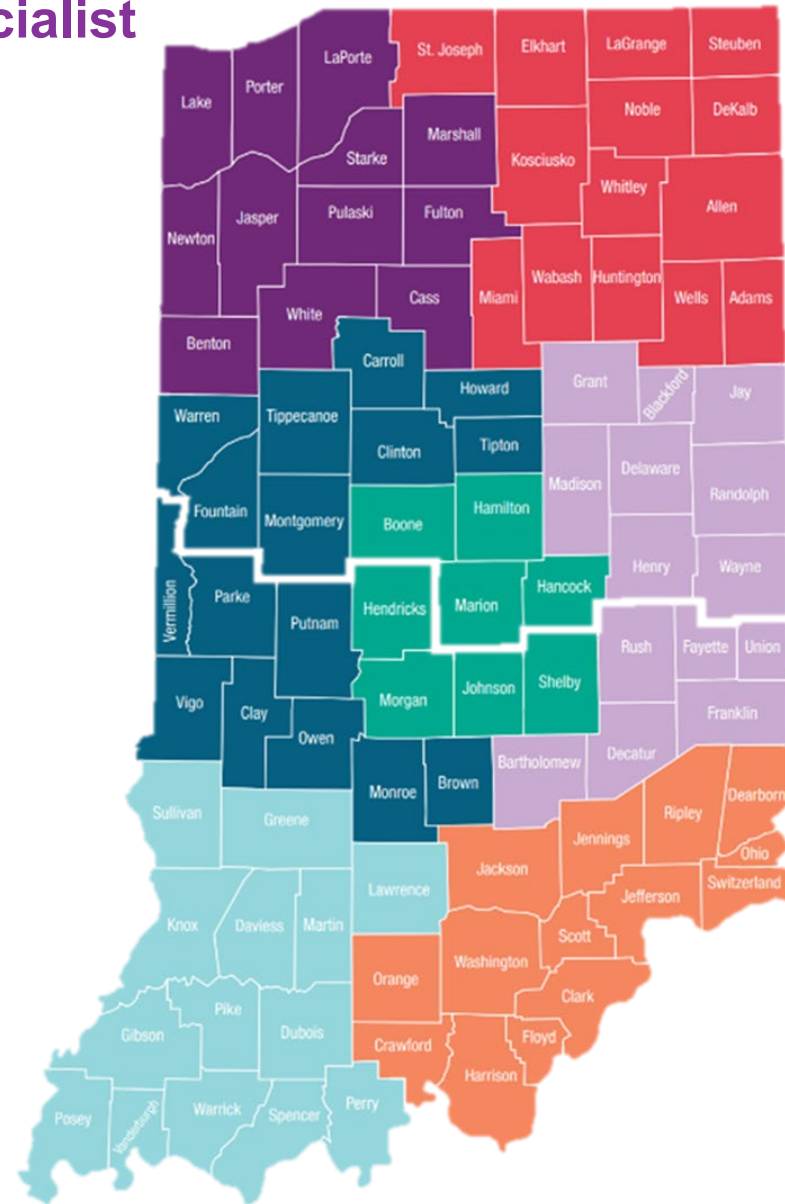 cialist
St. Joseph
Elkhart
LaGrange
Steuben
LaPorte
Porter
Lake
Noble
DeKalb
Marshall
Starke
Kosciusko
Whitley
Allen
Pulaski
Fulton
Jasper
Newton
Wabash
Huntington
Miami
Cass
Wells
Adams
White
Benton
Carroll
Howard
Grant
Blackford
Jay
Warren
Tippecanoe
Clinton
Tipton
Delaware
Madison
Randolph
Fountain
Montgomery
Boone
Hamilton
Henry
Wayne
Vermillion
Parke
Putnam
Hendricks
Marion
Hancock
Rush
Fayette
Union
Vigo
Clay
Owen
Morgan
Johnson
Shelby
Franklin
Decatur
Bartholomew
Monroe
Brown
Dearborn
Ripley
Sullivan
Greene
Jennings
Ohio
Jackson
Lawrence
Jefferson
Switzerland
Knox
Daviess
Martin
Scott
Washington
Orange
Clark
Pike
Gibson
Dubois
Floyd
Crawford
Harrison
Posey
Vanderburgh
Warrick
Spencer
Perry